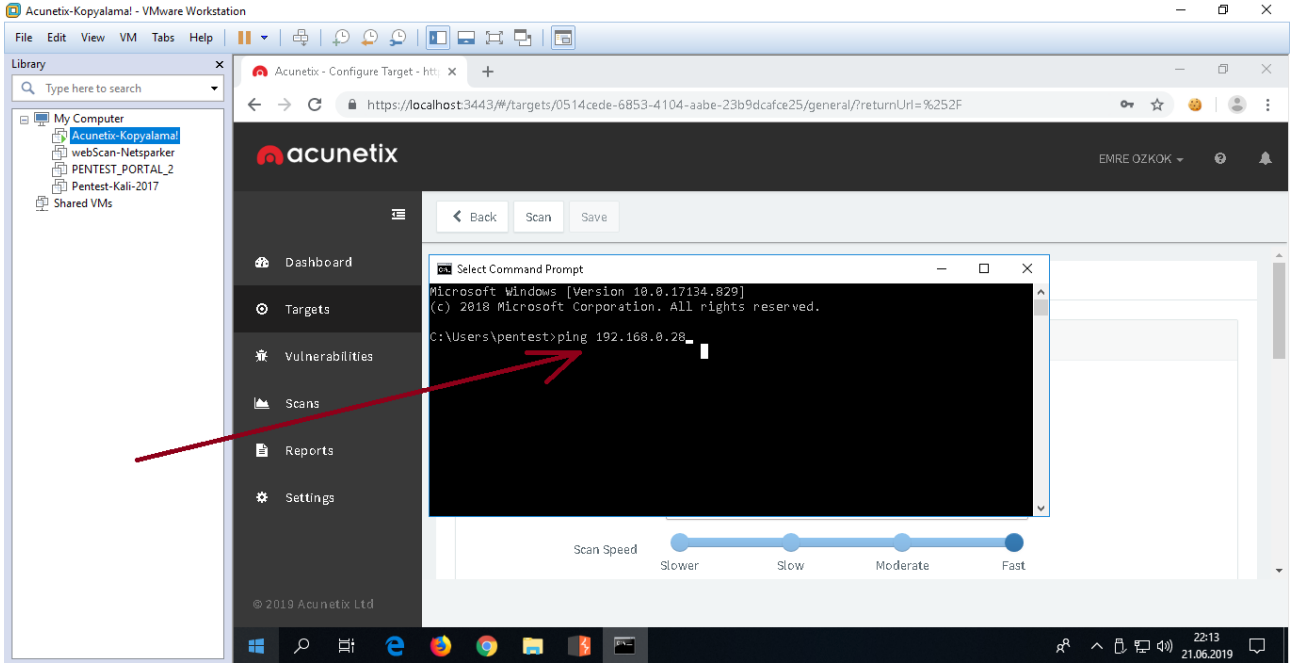 Acunetix-Kopyalama! - VMware Workstation
File Edit View VM Tabs Help
Library
Type here to search
My Computer
Acunetix-Kopyalama!
webScan-Netsparker
PENTEST_PORTAL_2
Pentest-Kali-2017
Shared VMs
Acunetix - Configure Target - htt
https://localhost:3443/#/targets/0514cede-6853-4104-aabe-23b9dcafce25/general/?returnUrl=%252F
acunetix
EMRE OZKOK
Back Scan Save
Dashboard
Targets
Vulnerabilities
Scans
Reports
Settings
© 2019 Acunetix Ltd
Select Command Prompt
Microsoft Windows [Version 10.0.17134.829]
(c) 2018 Microsoft Corporation. All rights reserved.
C:\Users\pentest>ping 192.168.0.28
Scan Speed
Slower Slow Moderate Fast
22:13
21.06.2019